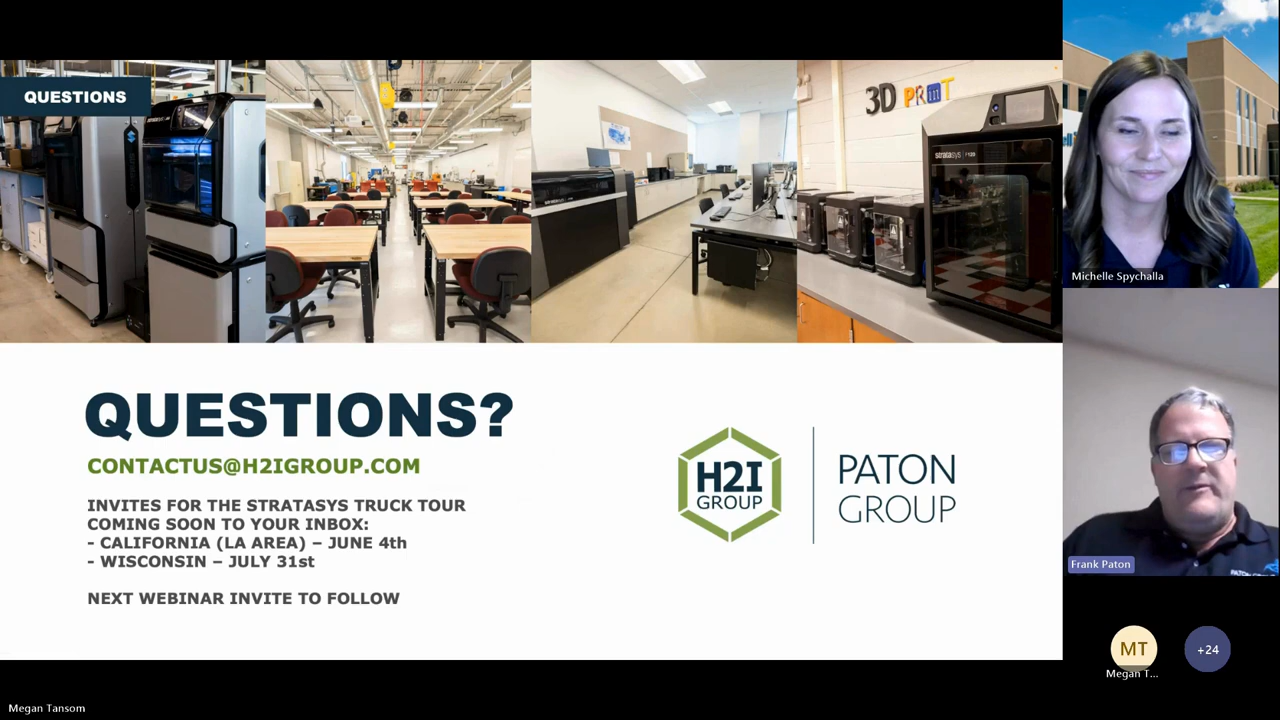 QUESTIONS
3D PRinT
stratasys | F120
QUESTIONS?
CONTACTUS@H2IGROUP.COM
INVITES FOR THE STRATASYS TRUCK TOUR
COMING SOON TO YOUR INBOX:
- CALIFORNIA (LA AREA) – JUNE 4th
- WISCONSIN – JULY 31st
NEXT WEBINAR INVITE TO FOLLOW
H2I
GROUP
PATON
GROUP
Michelle Spychalla
Frank Paton
MT
+24
Megan T...
Megan Tansom